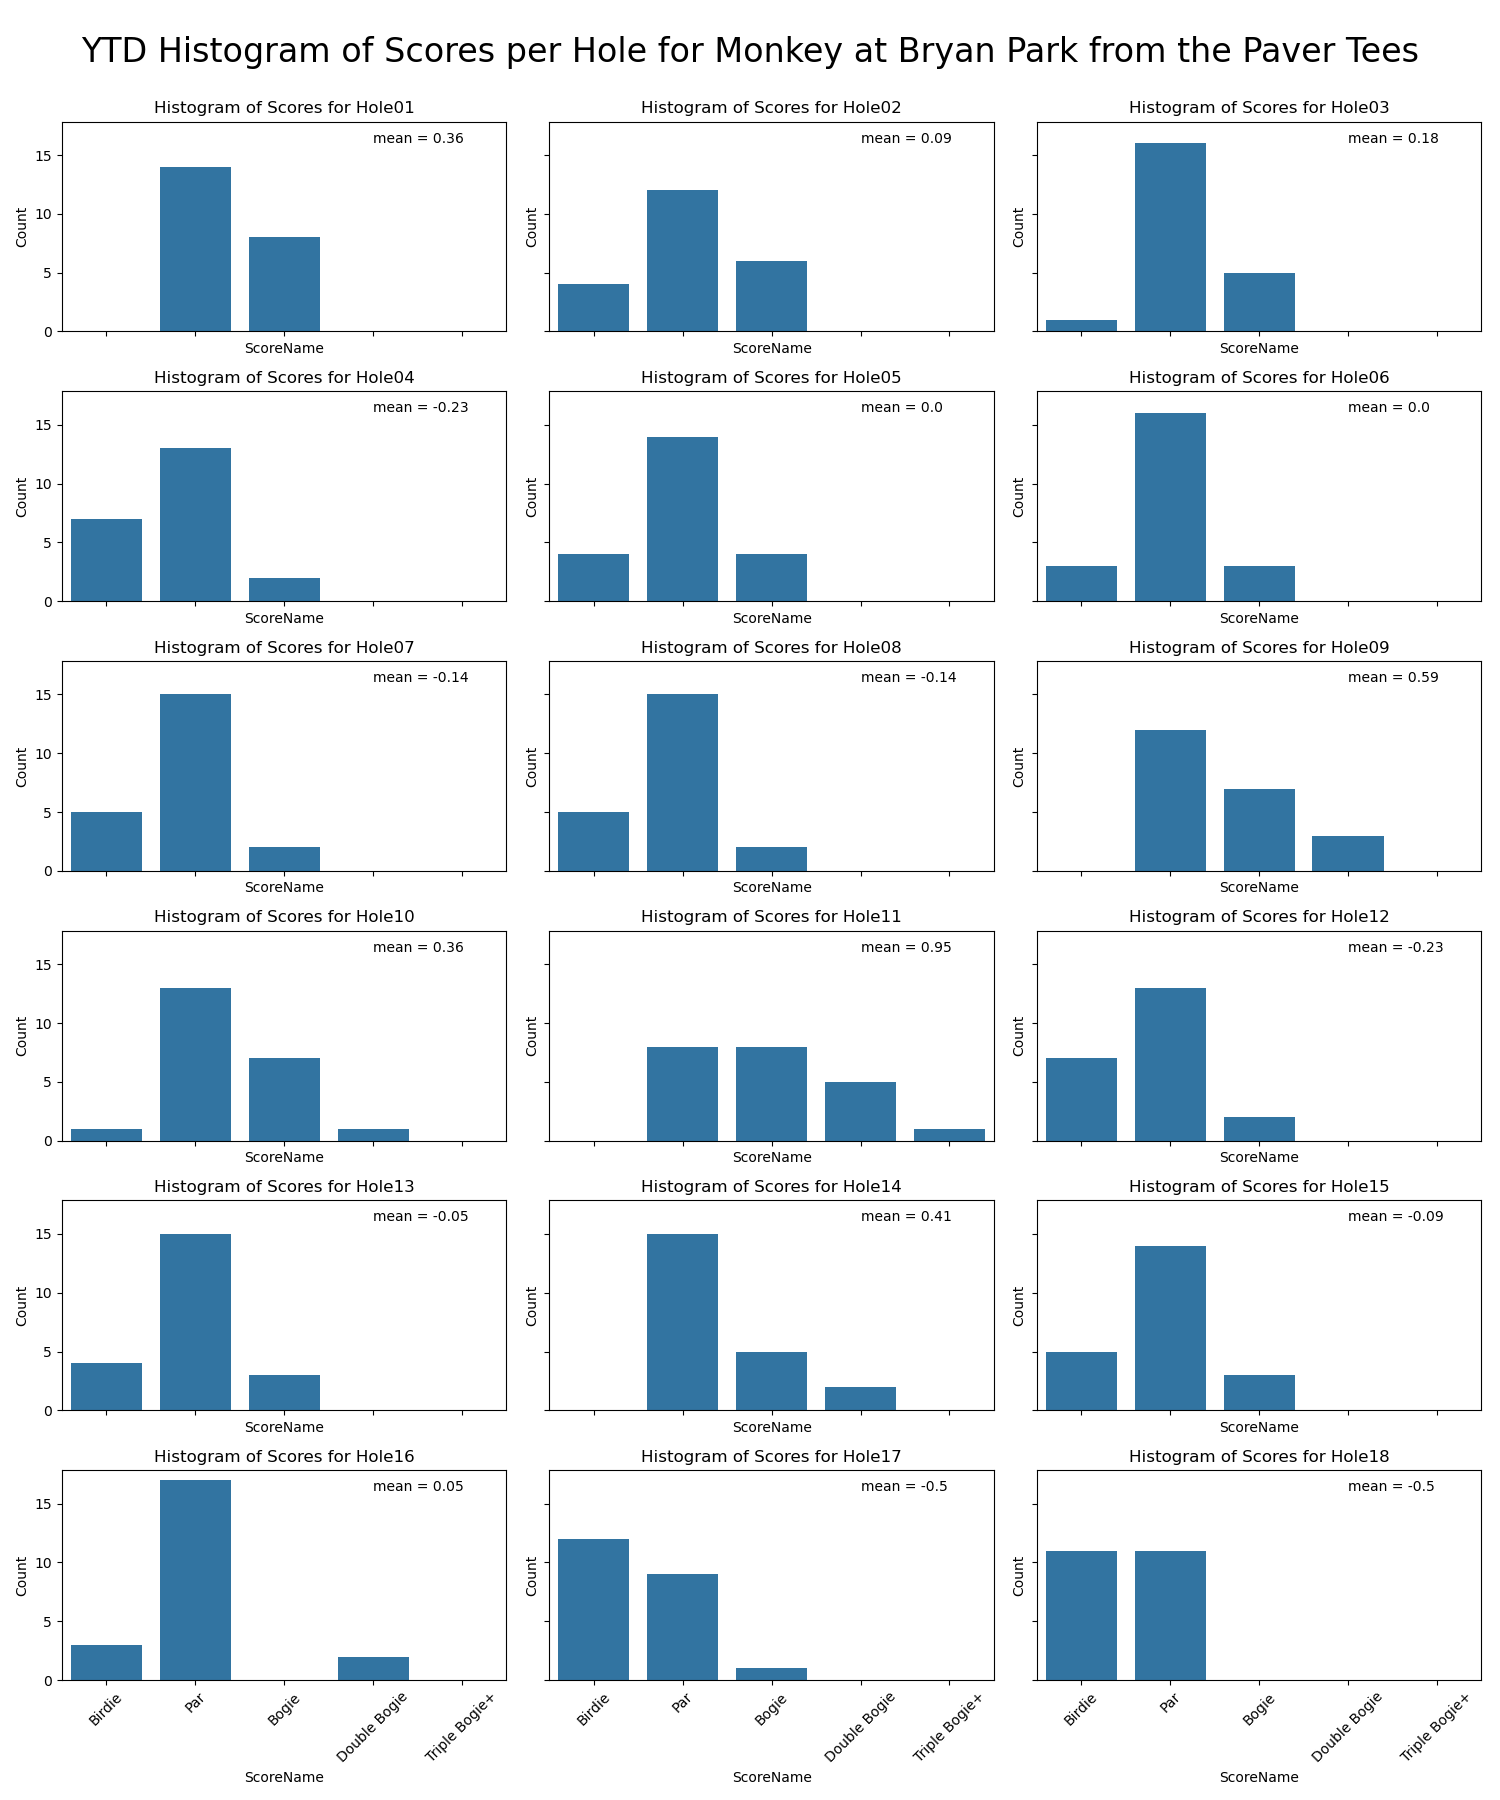 YTD Histogram of Scores per Hole for Monkey at Bryan Park from the Paver Tees
Histogram of Scores for Hole01
mean = 0.36
15
10
5
0
Count
ScoreName
Histogram of Scores for Hole02
mean = 0.09
Count
ScoreName
Histogram of Scores for Hole03
mean = 0.18
Count
ScoreName
Histogram of Scores for Hole04
mean = -0.23
15
10
5
0
Count
ScoreName
Histogram of Scores for Hole05
mean = 0.0
Count
ScoreName
Histogram of Scores for Hole06
mean = 0.0
Count
ScoreName
Histogram of Scores for Hole07
mean = -0.14
15
10
5
0
Count
ScoreName
Histogram of Scores for Hole08
mean = -0.14
Count
ScoreName
Histogram of Scores for Hole09
mean = 0.59
Count
ScoreName
Histogram of Scores for Hole10
mean = 0.36
15
10
5
0
Count
ScoreName
Histogram of Scores for Hole11
mean = 0.95
Count
ScoreName
Histogram of Scores for Hole12
mean = -0.23
Count
ScoreName
Histogram of Scores for Hole13
mean = -0.05
15
10
5
0
Count
ScoreName
Histogram of Scores for Hole14
mean = 0.41
Count
ScoreName
Histogram of Scores for Hole15
mean = -0.09
Count
ScoreName
Histogram of Scores for Hole16
mean = 0.05
15
10
5
0
Count
Birdie
Par
Bogie
Double Bogie
Triple Bogie+
ScoreName
Histogram of Scores for Hole17
mean = -0.5
Count
Birdie
Par
Bogie
Double Bogie
Triple Bogie+
ScoreName
Histogram of Scores for Hole18
mean = -0.5
Count
Birdie
Par
Bogie
Double Bogie
Triple Bogie+
ScoreName